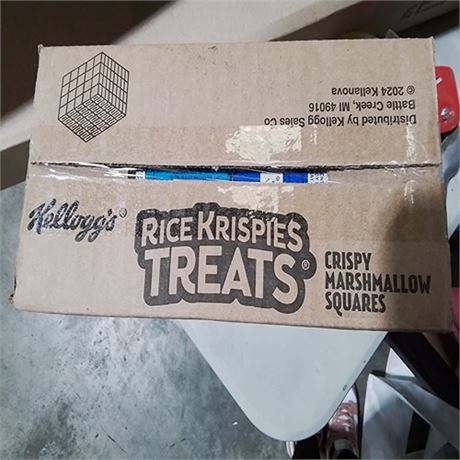 © 2024 Kellanova
Battle Creek, MI 49016
Distributed by Kellogg Sales Co
Kellogg's®
RICE KRISPIES
TREATS®
CRISPY
MARSHMALLOW
SQUARES